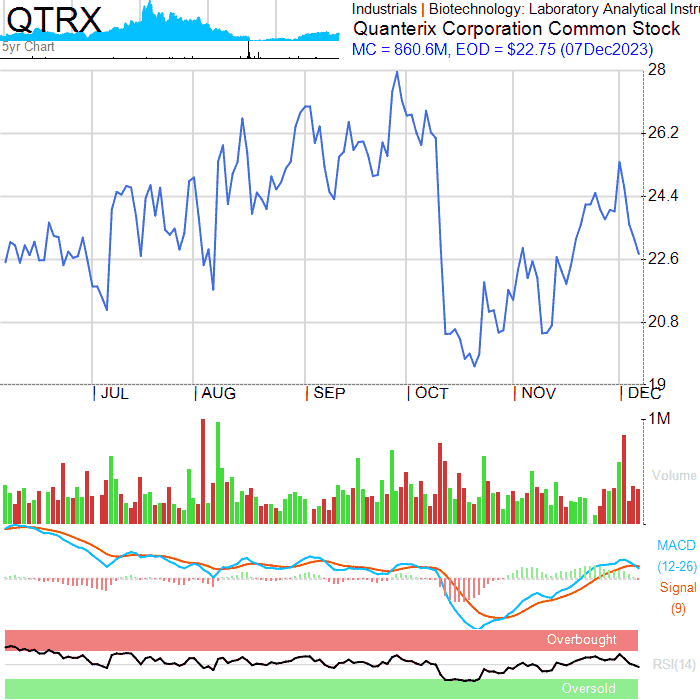 QTRX
5yr Chart
Industrials | Biotechnology: Laboratory Analytical Instru
Quanterix Corporation Common Stock
MC = 860.6M, EOD = $22.75 (07Dec2023)
28
26.2
24.4
22.6
20.8
19
JUL AUG SEP OCT NOV DEC
1M
Volume
MACD
(12-26)
Signal
(9)
Overbought
RSI(14)
Oversold